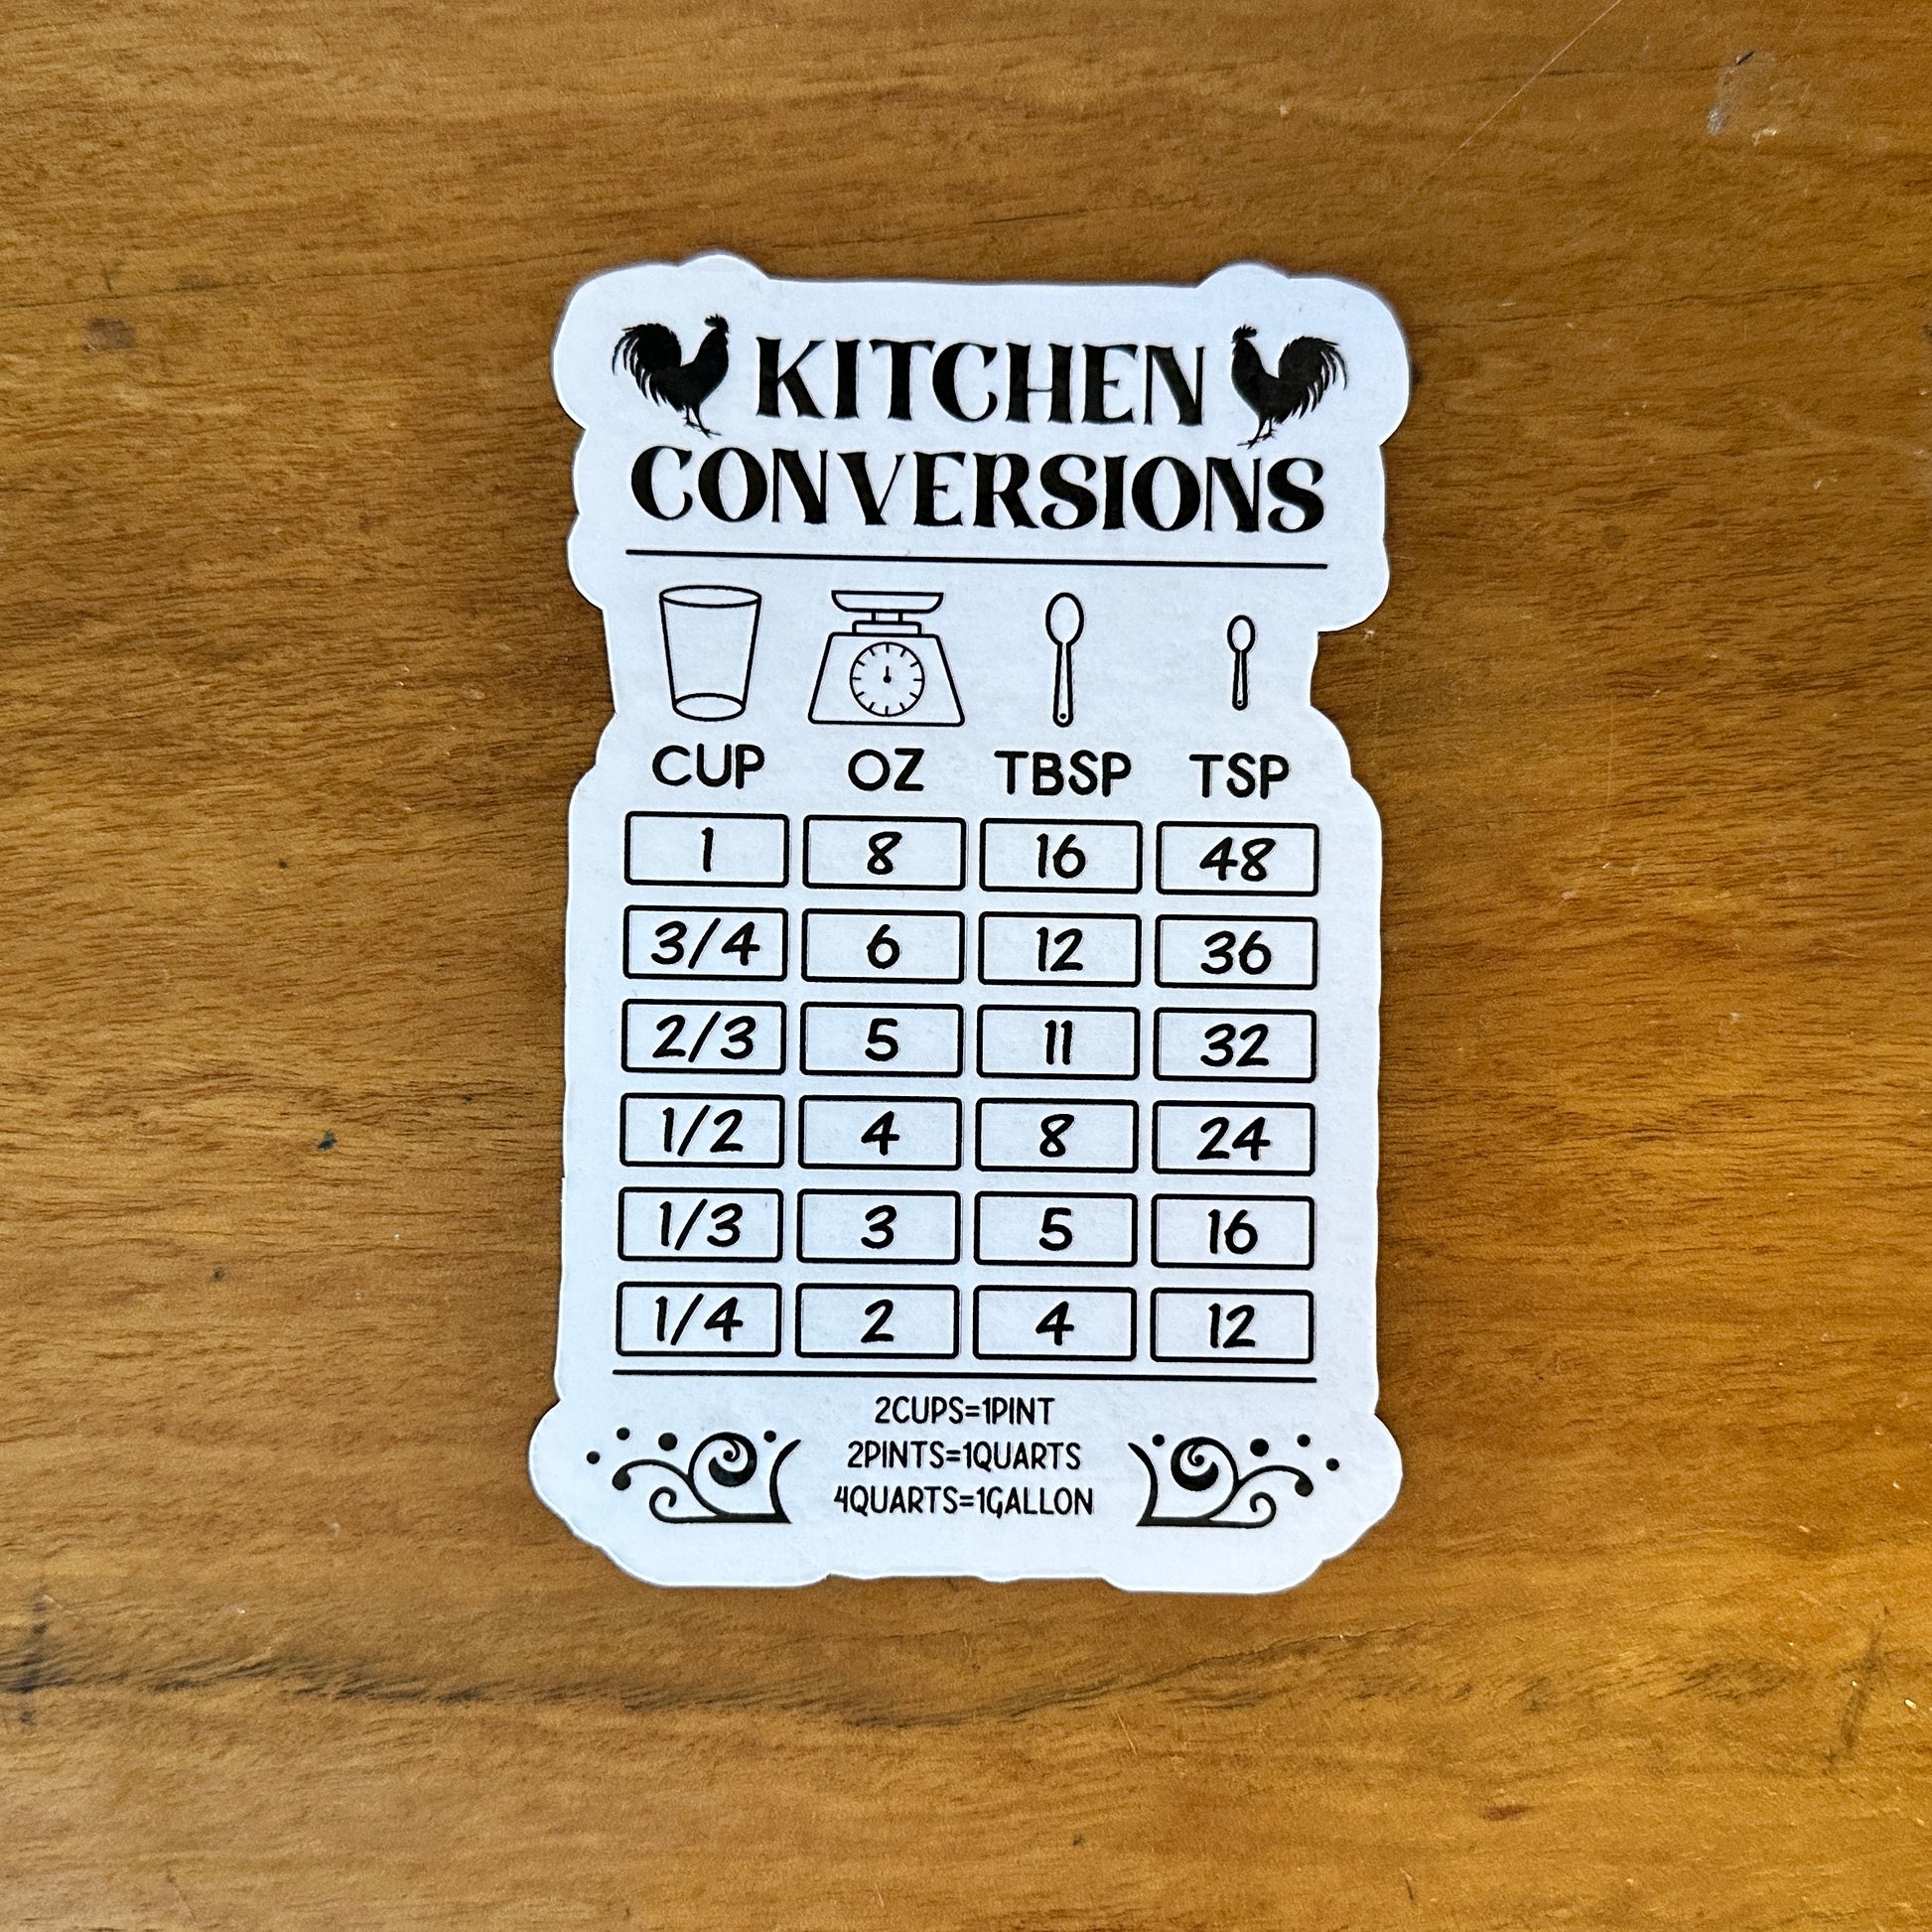 KITCHEN
CONVERSIONS
CUP OZ TBSP TSP
1 8 16 48
3/4 6 12 36
2/3 5 11 32
1/2 4 8 24
1/3 3 5 16
1/4 2 4 12
2CUPS=1PINT
2PINTS=1QUARTS
4QUARTS=1GALLON